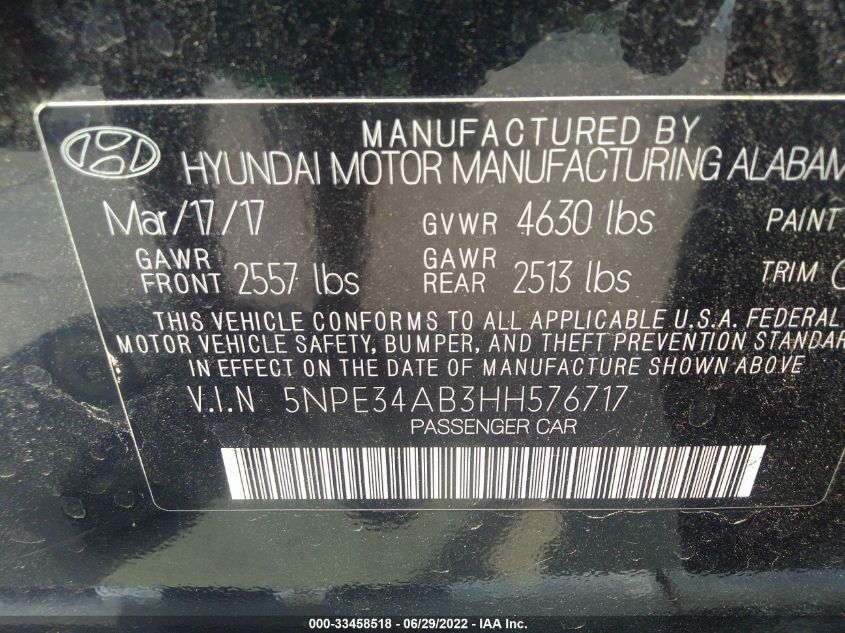 MANUFACTURED BY
HYUNDAI MOTOR MANUFACTURING ALABAM
Mar/17/17 GVWR 4630 lbs PAINT
GAWR FRONT 2557 lbs GAWR REAR 2513 lbs TRIM
THIS VEHICLE CONFORMS TO ALL APPLICABLE U.S.A. FEDERAL
MOTOR VEHICLE SAFETY, BUMPER, AND THEFT PREVENTION STANDAR
IN EFFECT ON THE DATE OF MANUFACTURE SHOWN ABOVE
V.I.N 5NPE34AB3HH576717
PASSENGER CAR
000-33458518 - 06/29/2022 - IAA Inc.